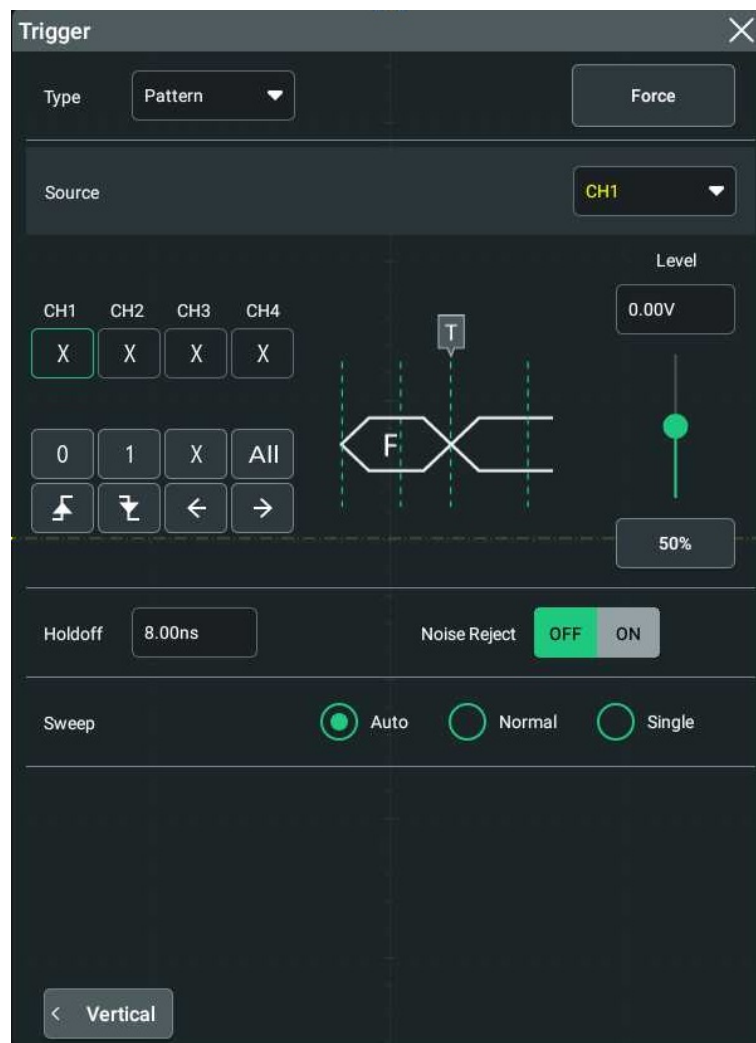 Trigger
Type Pattern Force
Source CH1
Level
CH1 CH2 CH3 CH4 0.00V
X X X X
T
0 1 X All F
50%
Holdoff 8.00ns Noise Reject OFF ON
Sweep Auto Normal Single
< Vertical